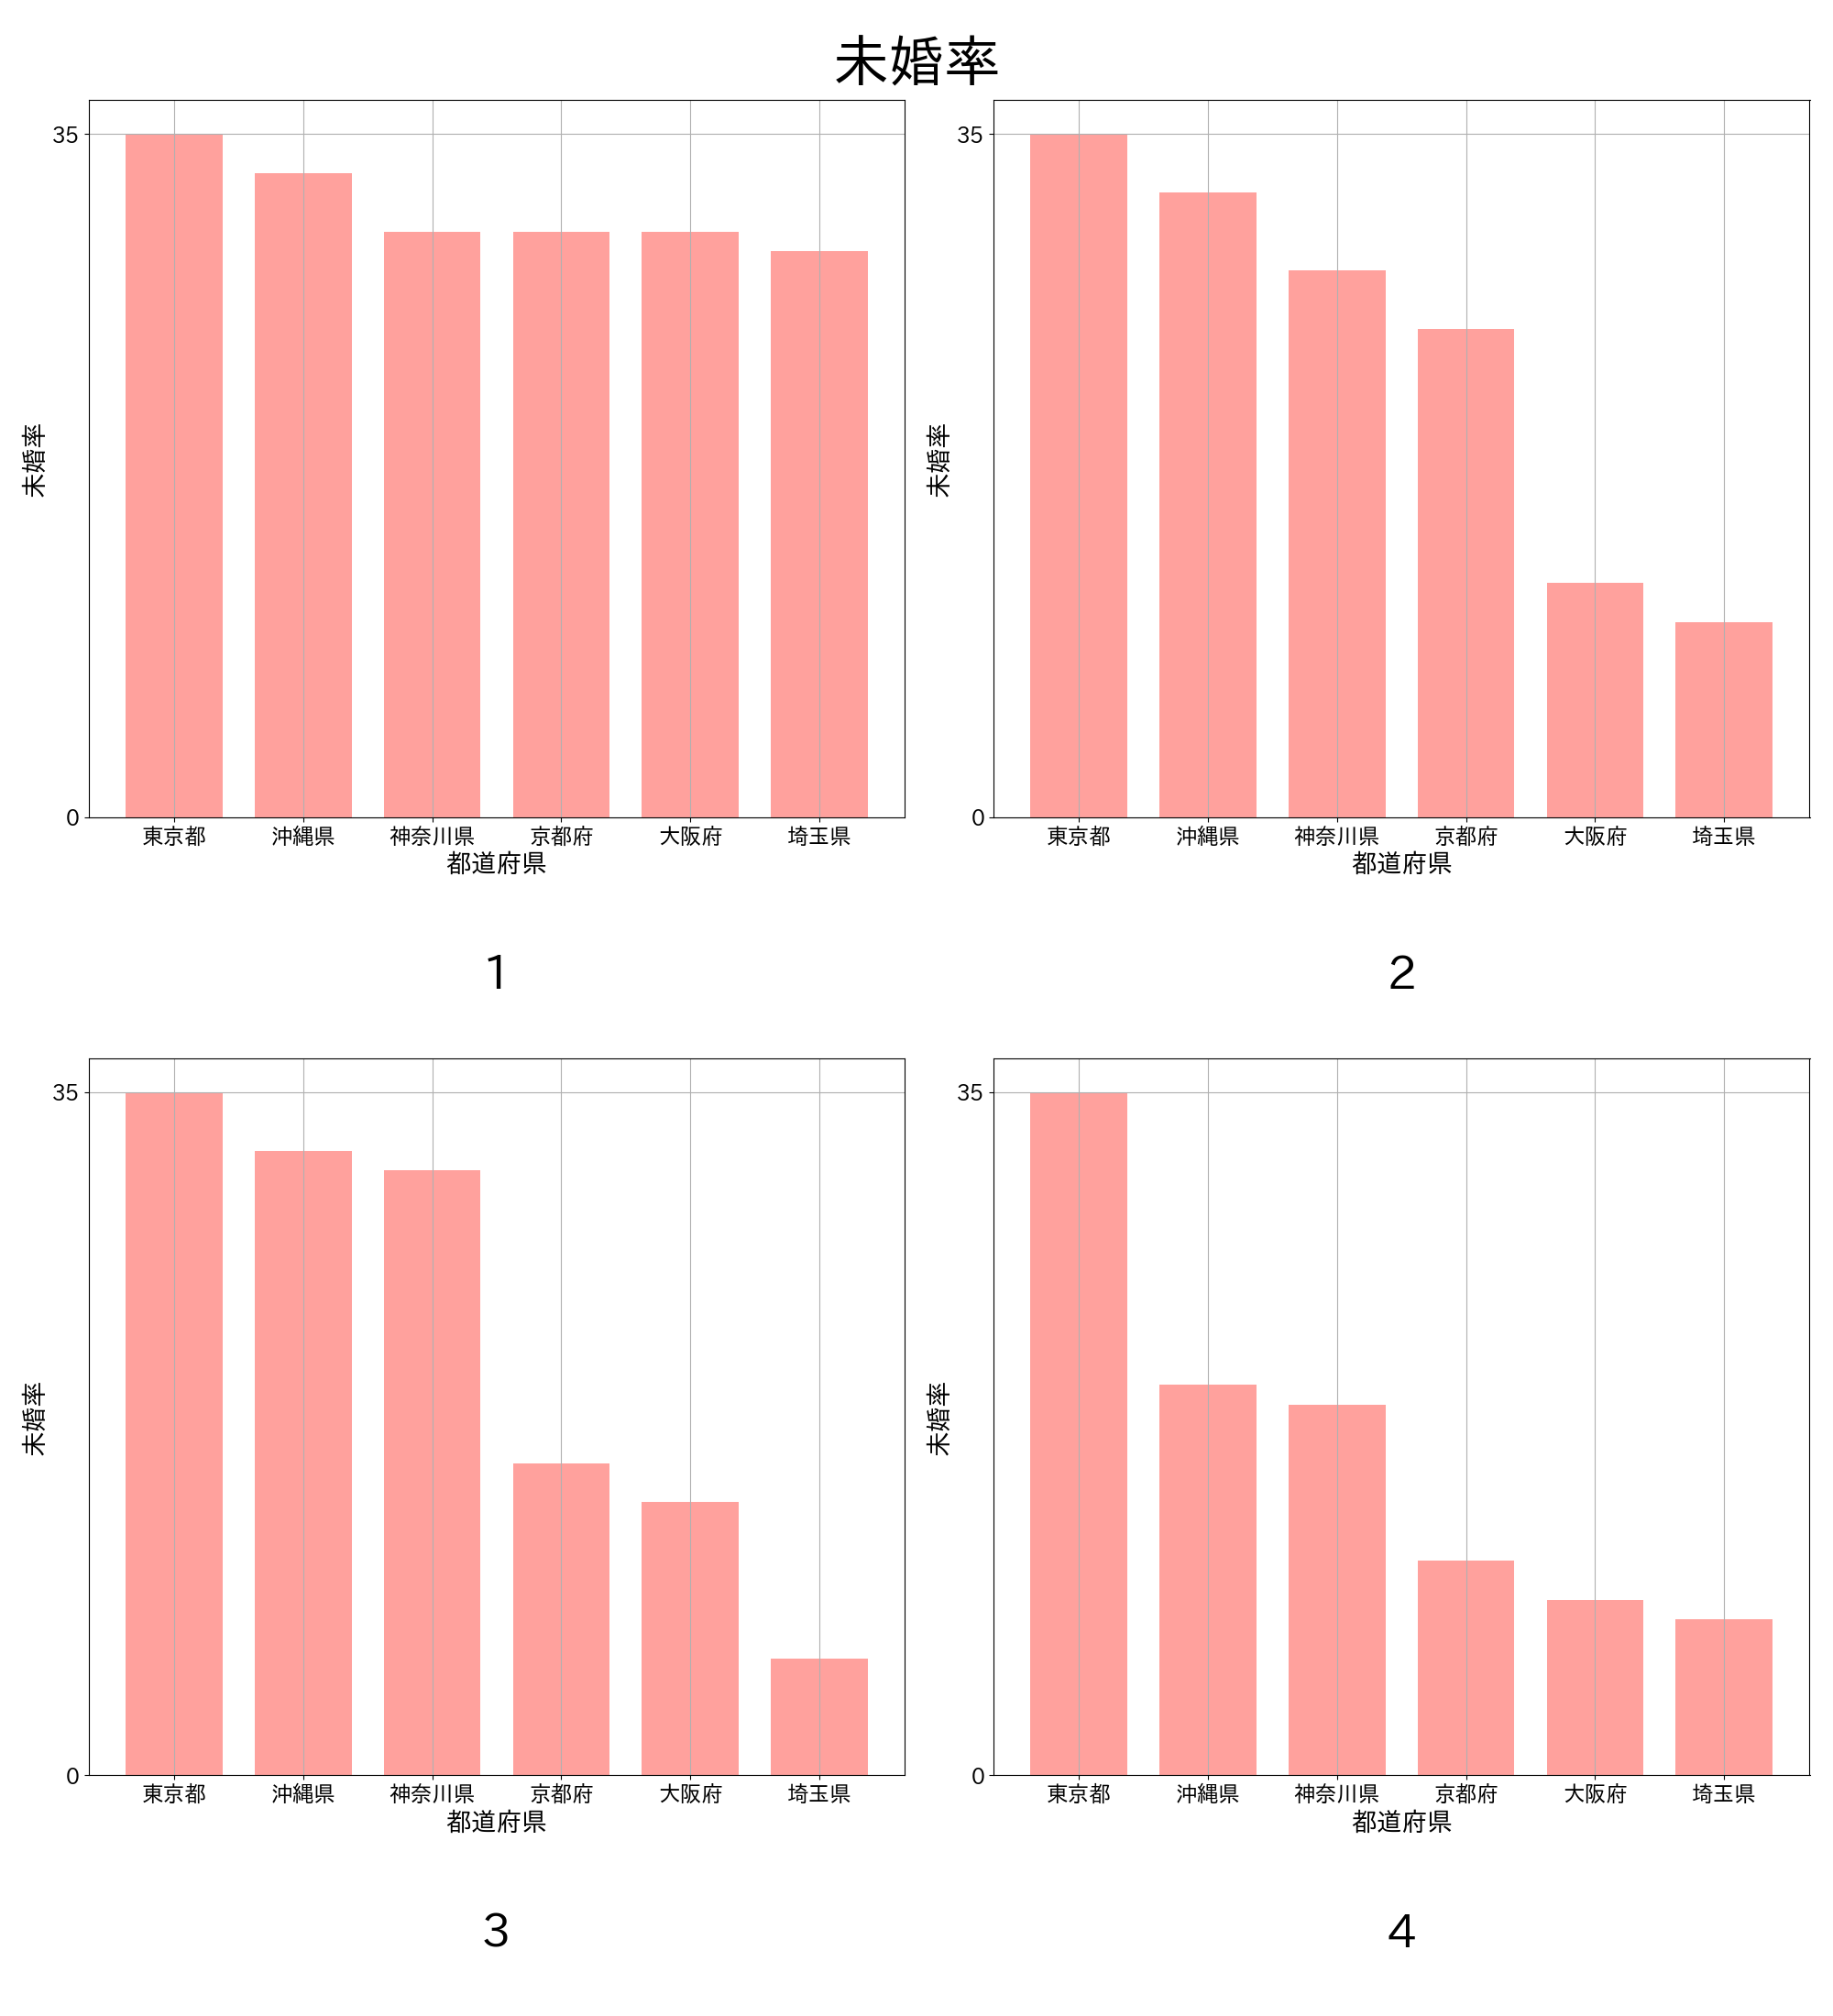 未婚率
35
0
未婚率
東京都 沖縄県 神奈川県 京都府 大阪府 埼玉県
都道府県
1
35
0
未婚率
東京都 沖縄県 神奈川県 京都府 大阪府 埼玉県
都道府県
2
35
0
未婚率
東京都 沖縄県 神奈川県 京都府 大阪府 埼玉県
都道府県
3
35
0
未婚率
東京都 沖縄県 神奈川県 京都府 大阪府 埼玉県
都道府県
4